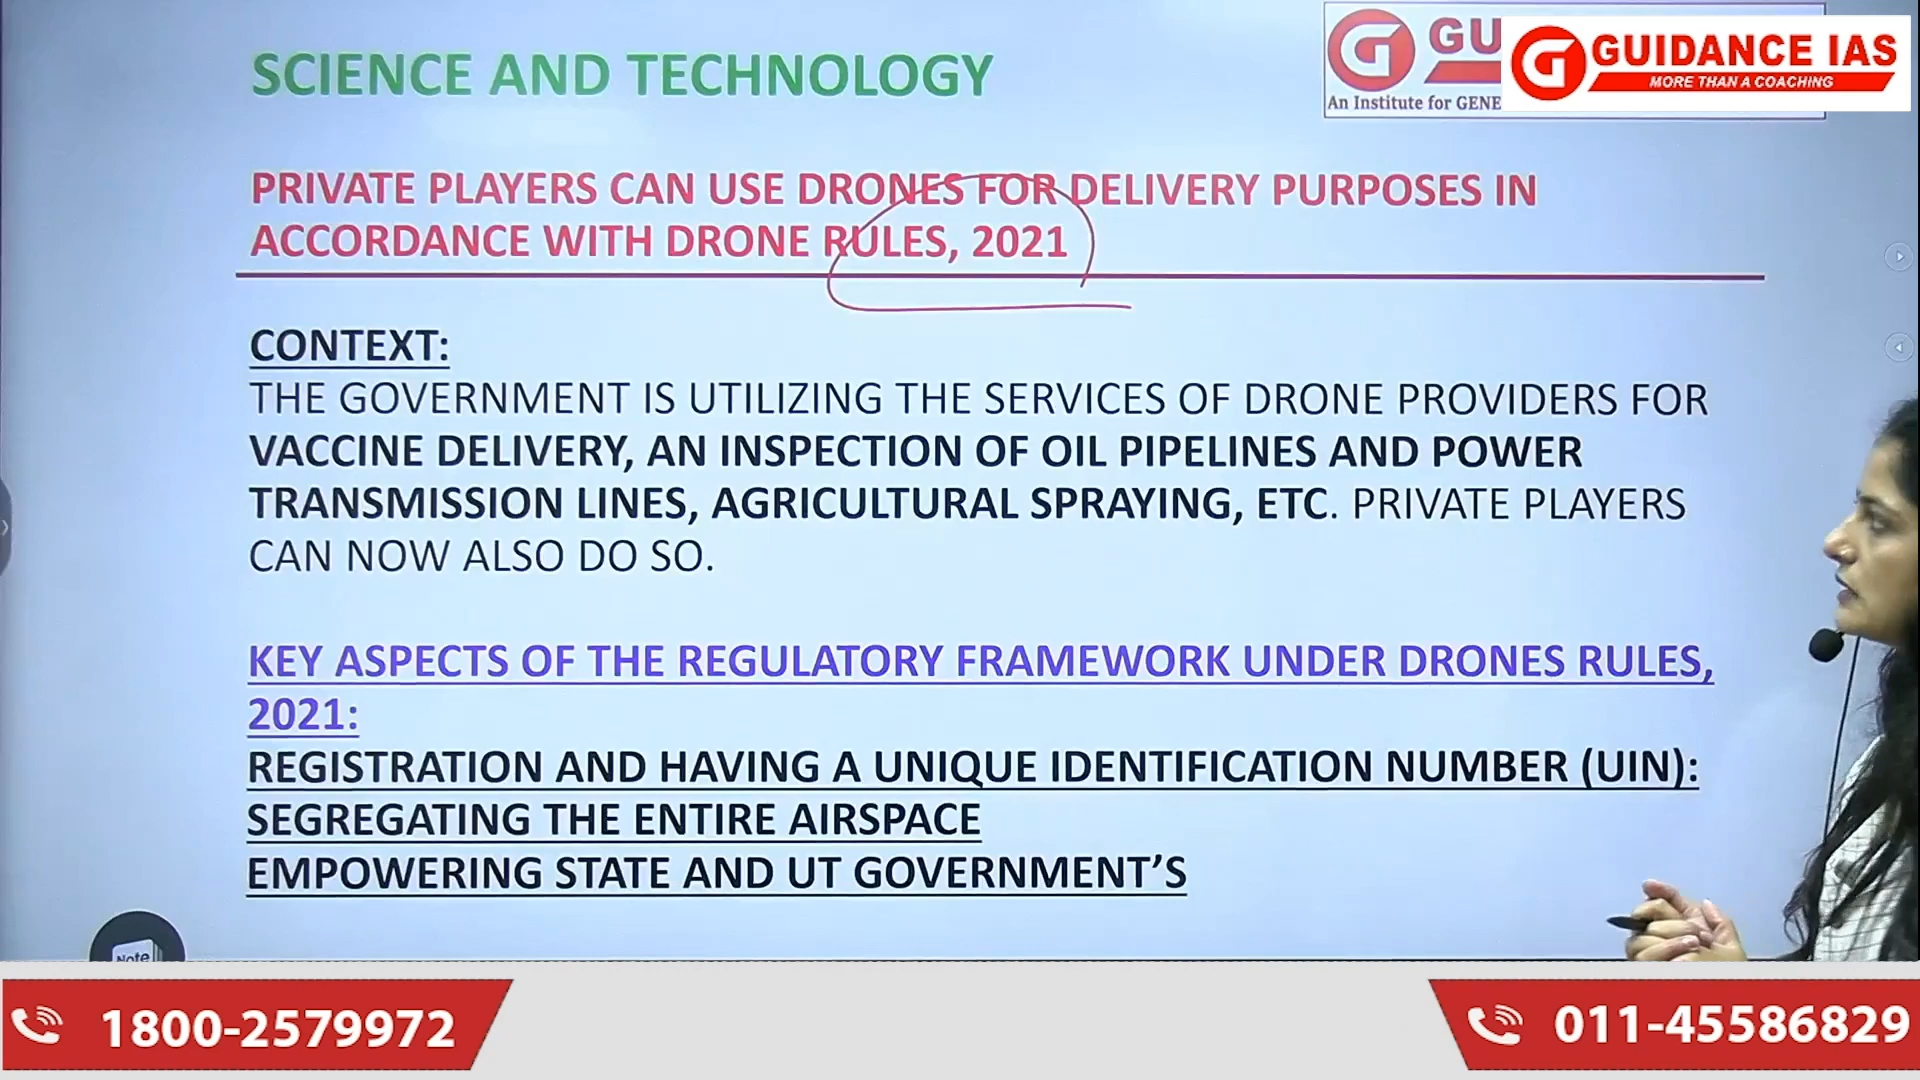 SCIENCE AND TECHNOLOGY
GU
An Institute for GENE
GUIDANCE IAS
MORE THAN A COACHING
PRIVATE PLAYERS CAN USE DRONES FOR DELIVERY PURPOSES IN
ACCORDANCE WITH DRONE RULES, 2021
CONTEXT:
THE GOVERNMENT IS UTILIZING THE SERVICES OF DRONE PROVIDERS FOR
VACCINE DELIVERY, AN INSPECTION OF OIL PIPELINES AND POWER
TRANSMISSION LINES, AGRICULTURAL SPRAYING, ETC. PRIVATE PLAYERS
CAN NOW ALSO DO SO.
KEY ASPECTS OF THE REGULATORY FRAMEWORK UNDER DRONES RULES,
2021:
REGISTRATION AND HAVING A UNIQUE IDENTIFICATION NUMBER (UIN):
SEGREGATING THE ENTIRE AIRSPACE
EMPOWERING STATE AND UT GOVERNMENT’S
Note
1800-2579972
011-45586829